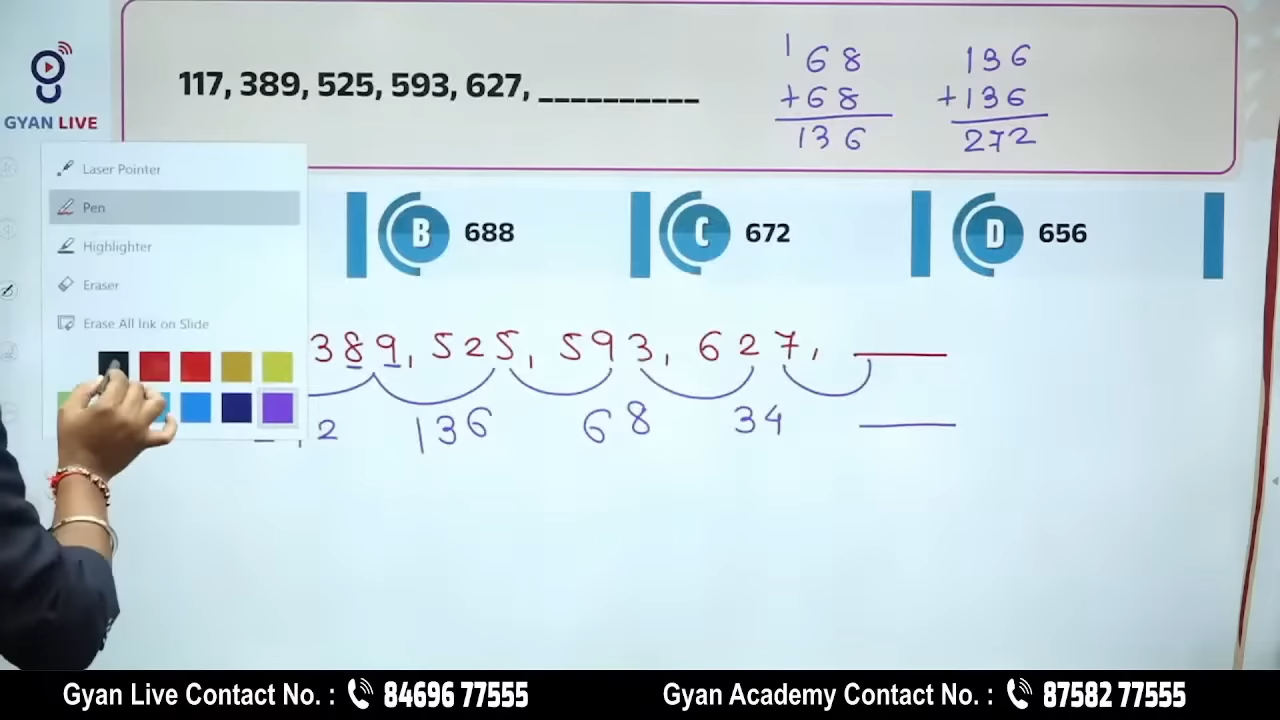 GYAN LIVE
117, 389, 525, 593, 627, __________
1
68
+68
136
136
+136
272
Laser Pointer
Pen
Highlighter
Eraser
Erase All Ink on Slide
B 688
C 672
D 656
389, 525, 593, 627, ____
2 136 68 34 ____
Gyan Live Contact No. : 84696 77555
Gyan Academy Contact No. : 87582 77555